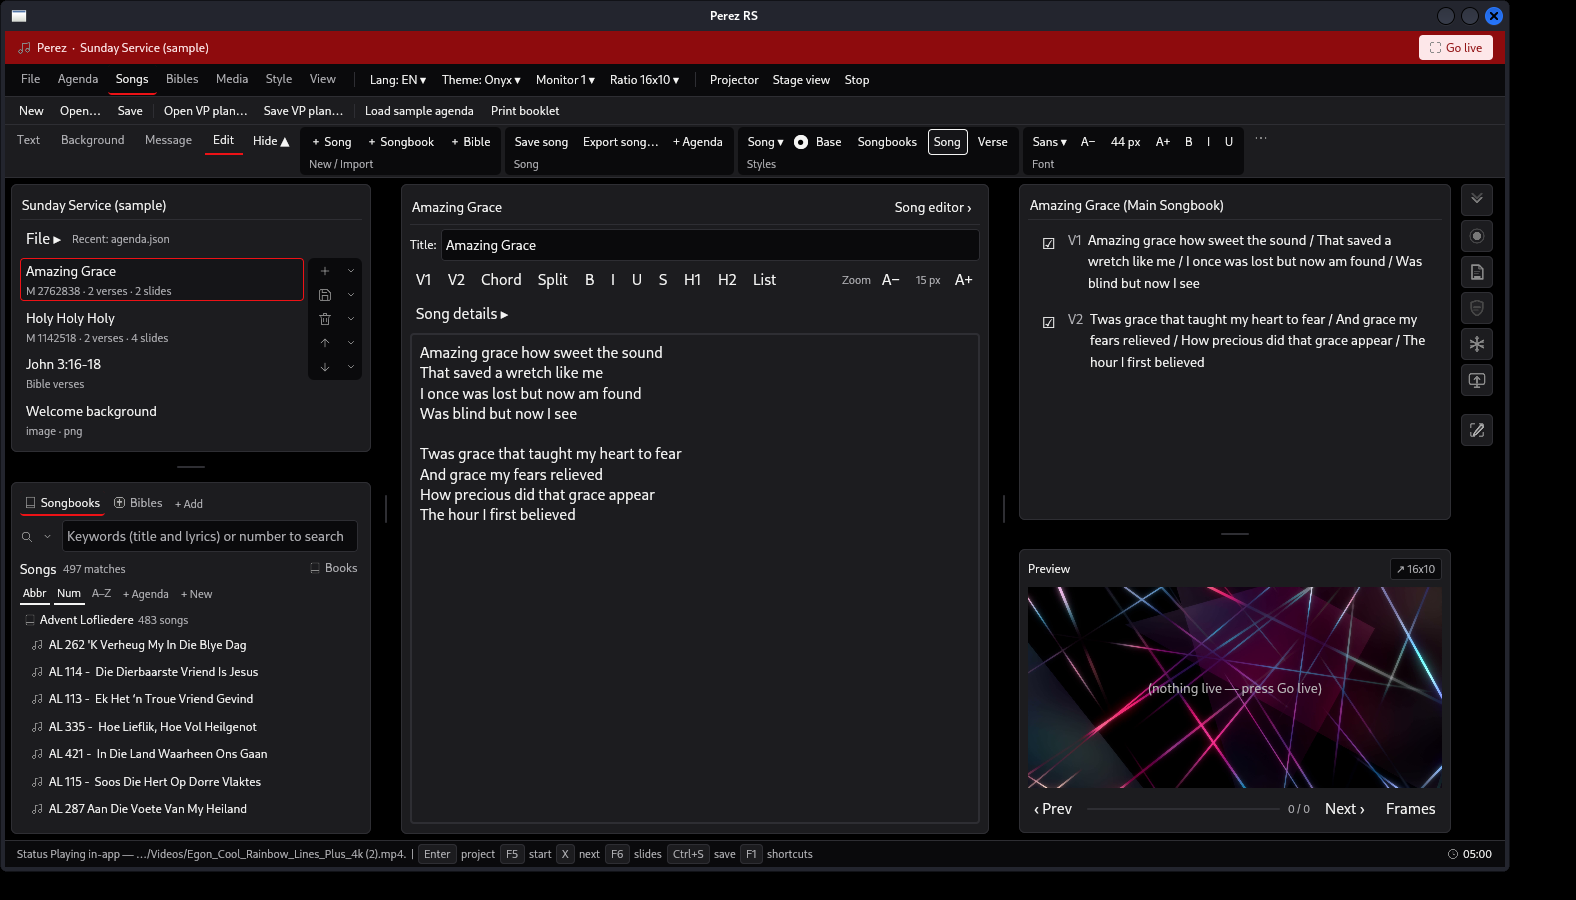 Perez RS
Perez · Sunday Service (sample)
Go live
File Agenda Songs Bibles Media Style View Lang: EN ▾ Theme: Onyx ▾ Monitor 1 ▾ Ratio 16x10 ▾ Projector Stage view Stop
New Open... Save Open VP plan... Save VP plan... Load sample agenda Print booklet
Text Background Message Edit Hide ▲
+ Song + Songbook + Bible
New / Import
Save song Export song... + Agenda
Song
Song ▾ Base Songbooks Song Verse
Styles
Sans ▾ A− 44 px A+ B I U
Font
...
Sunday Service (sample)
File ▸ Recent: agenda.json
Amazing Grace
M 2762838 · 2 verses · 2 slides
Holy Holy Holy
M 1142518 · 2 verses · 4 slides
John 3:16-18
Bible verses
Welcome background
image · png
Songbooks Bibles + Add
Keywords (title and lyrics) or number to search
Songs 497 matches Books
Abbr Num A–Z + Agenda + New
Advent Lofliedere 483 songs
AL 262 'K Verheug My In Die Blye Dag
AL 114 - Die Dierbaarste Vriend Is Jesus
AL 113 - Ek Het ‘n Troue Vriend Gevind
AL 335 - Hoe Lieflik, Hoe Vol Heilgenot
AL 421 - In Die Land Waarheen Ons Gaan
AL 115 - Soos Die Hert Op Dorre Vlaktes
AL 287 Aan Die Voete Van My Heiland
Amazing Grace Song editor ›
Title: Amazing Grace
V1 V2 Chord Split B I U S H1 H2 List Zoom A− 15 px A+
Song details ▸
Amazing grace how sweet the sound
That saved a wretch like me
I once was lost but now am found
Was blind but now I see
Twas grace that taught my heart to fear
And grace my fears relieved
How precious did that grace appear
The hour I first believed
Amazing Grace (Main Songbook)
V1 Amazing grace how sweet the sound / That saved a
wretch like me / I once was lost but now am found / Was
blind but now I see
V2 Twas grace that taught my heart to fear / And grace my
fears relieved / How precious did that grace appear / The
hour I first believed
Preview ↗ 16x10
(nothing live — press Go live)
‹ Prev 0 / 0 Next › Frames
Status Playing in-app — .../Videos/Egon_Cool_Rainbow_Lines_Plus_4k (2).mp4. | Enter project F5 start X next F6 slides Ctrl+S save F1 shortcuts 05:00